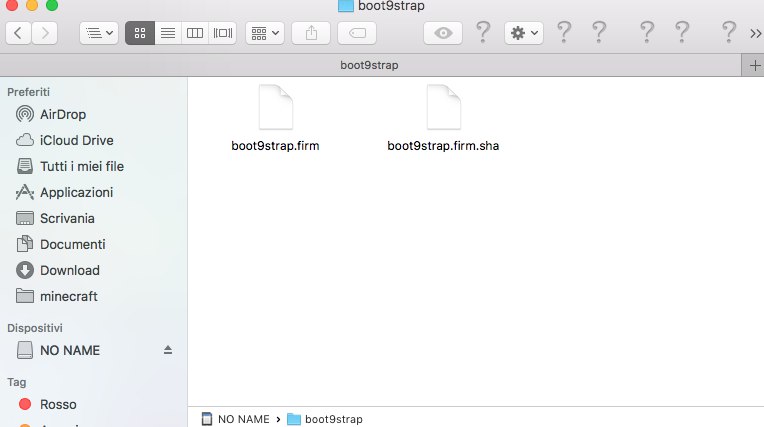 boot9strap
boot9strap
Preferiti
AirDrop
iCloud Drive
Tutti i miei file
Applicazioni
Scrivania
Documenti
Download
minecraft
Dispositivi
NO NAME
Tag
Rosso
boot9strap.firm
boot9strap.firm.sha
NO NAME › boot9strap